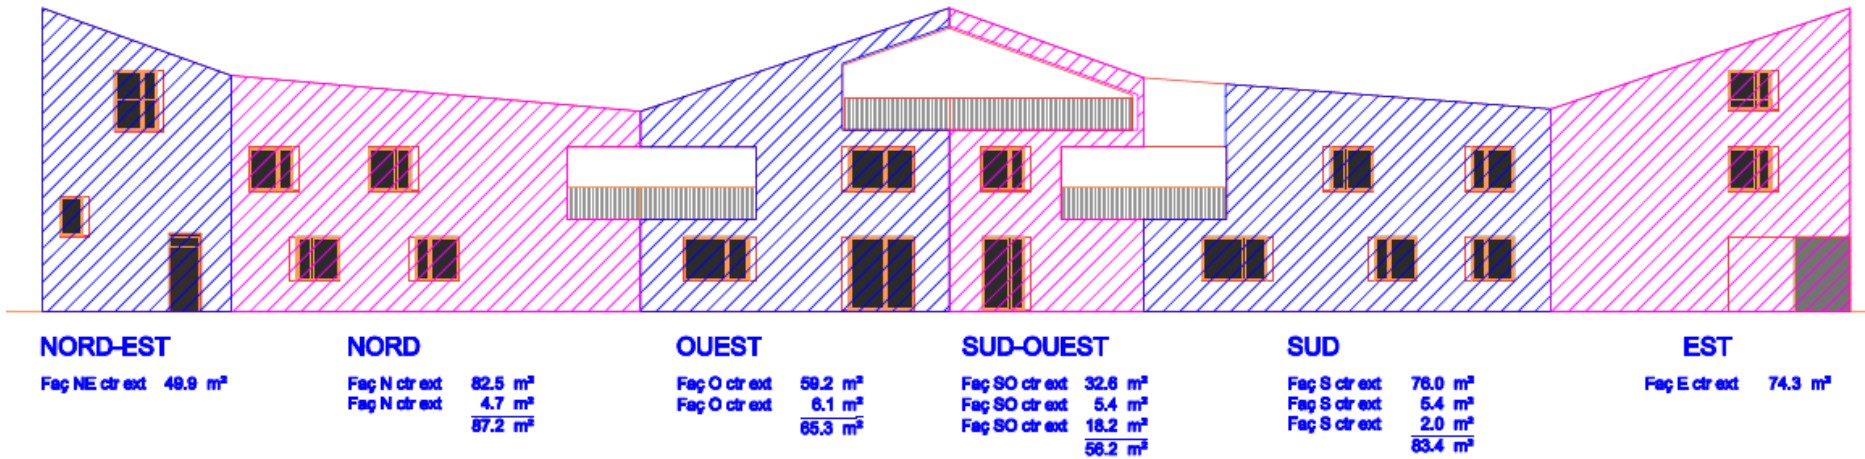 NORD-EST
Faç NE ctr ext 49.9 m²
NORD
Faç N ctr ext 82.5 m²
Faç N ctr ext 4.7 m²
87.2 m²
OUEST
Faç O ctr ext 59.2 m²
Faç O ctr ext 6.1 m²
65.3 m²
SUD-OUEST
Faç SO ctr ext 32.6 m²
Faç SO ctr ext 5.4 m²
Faç SO ctr ext 18.2 m²
56.2 m²
SUD
Faç S ctr ext 76.0 m²
Faç S ctr ext 5.4 m²
Faç S ctr ext 2.0 m²
83.4 m²
EST
Faç E ctr ext 74.3 m²